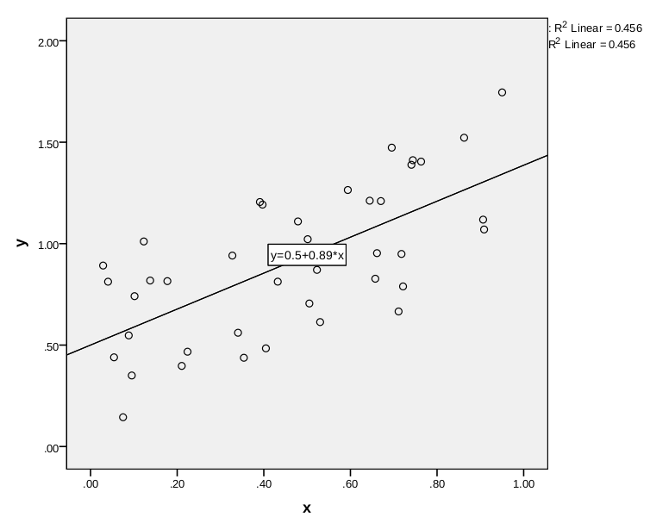 : R² Linear = 0.456
R² Linear = 0.456
2.00
1.50
1.00
.50
.00
y
y=0.5+0.89*x
.00 .20 .40 .60 .80 1.00
x